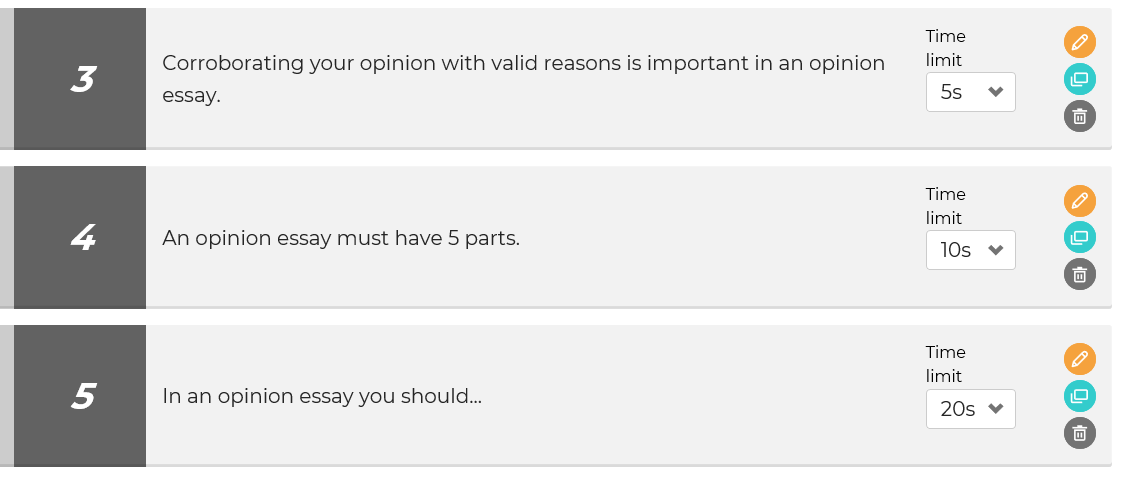 3
Corroborating your opinion with valid reasons is important in an opinion
essay.
Time
limit
5s
4
An opinion essay must have 5 parts.
Time
limit
10s
5
In an opinion essay you should...
Time
limit
20s